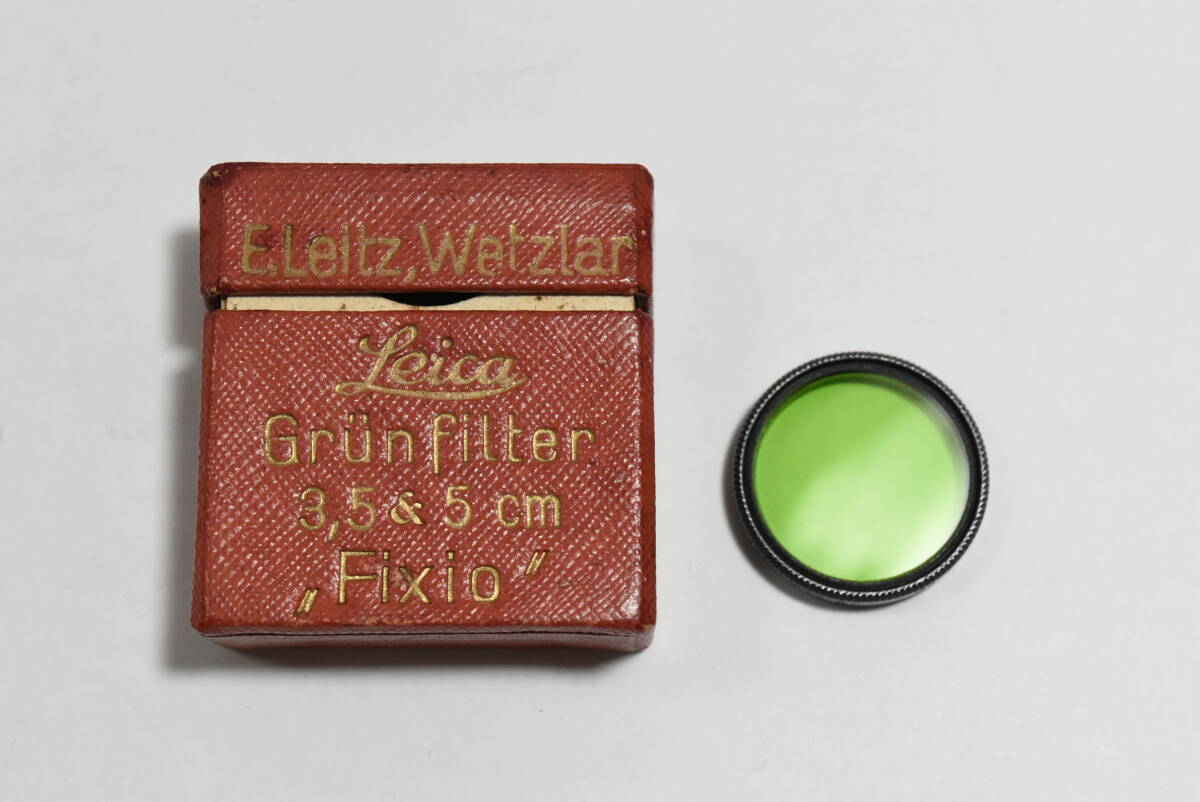 E.Leitz, Wetzlar
Leica
Grünfilter
3,5 & 5 cm
„Fixio“